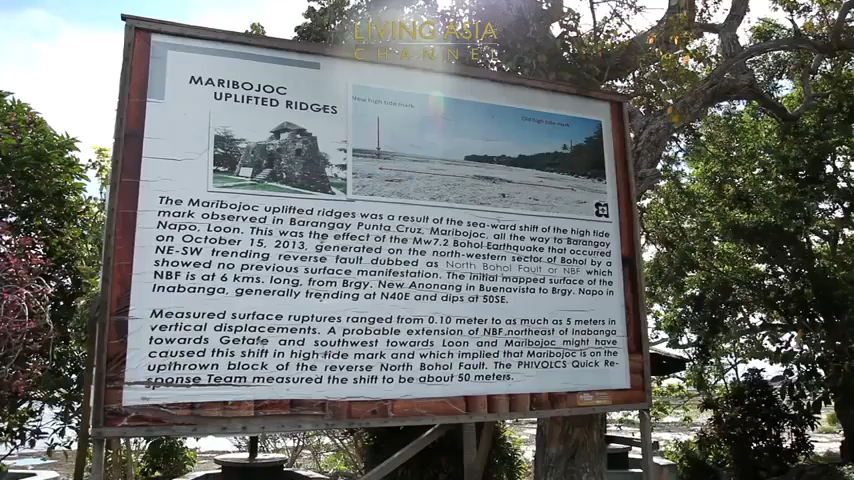 LIVING ASIA
CHANNEL
MARIBOJOC
UPLIFTED RIDGES
New high tide mark
Old high tide mark
The Maribojoc uplifted ridges was a result of the sea-ward shift of the high tide
mark observed in Barangay Punta Cruz, Maribojoc, all the way to Barangay
Napo, Loon. This was the effect of the Mw7.2 Bohol Earthquake that occurred
on October 15, 2013, generated on the north-western sector of Bohol by a
NE-SW trending reverse fault dubbed as North Bohol Fault or NBF which
showed no previous surface manifestation. The initial mapped surface of the
NBF is at 6 kms. long, from Brgy. New Anonang in Buenavista to Brgy. Napo in
Inabanga, generally trending at N40E and dips at 50SE.
Measured surface ruptures ranged from 0.10 meter to as much as 5 meters in
vertical displacements. A probable extension of NBF northeast of Inabanga
towards Getafe and southwest towards Loon and Maribojoc might have
caused this shift in high tide mark and which implied that Maribojoc is on the
upthrown block of the reverse North Bohol Fault. The PHIVOLCS Quick Re-
sponse Team measured the shift to be about 50 meters.